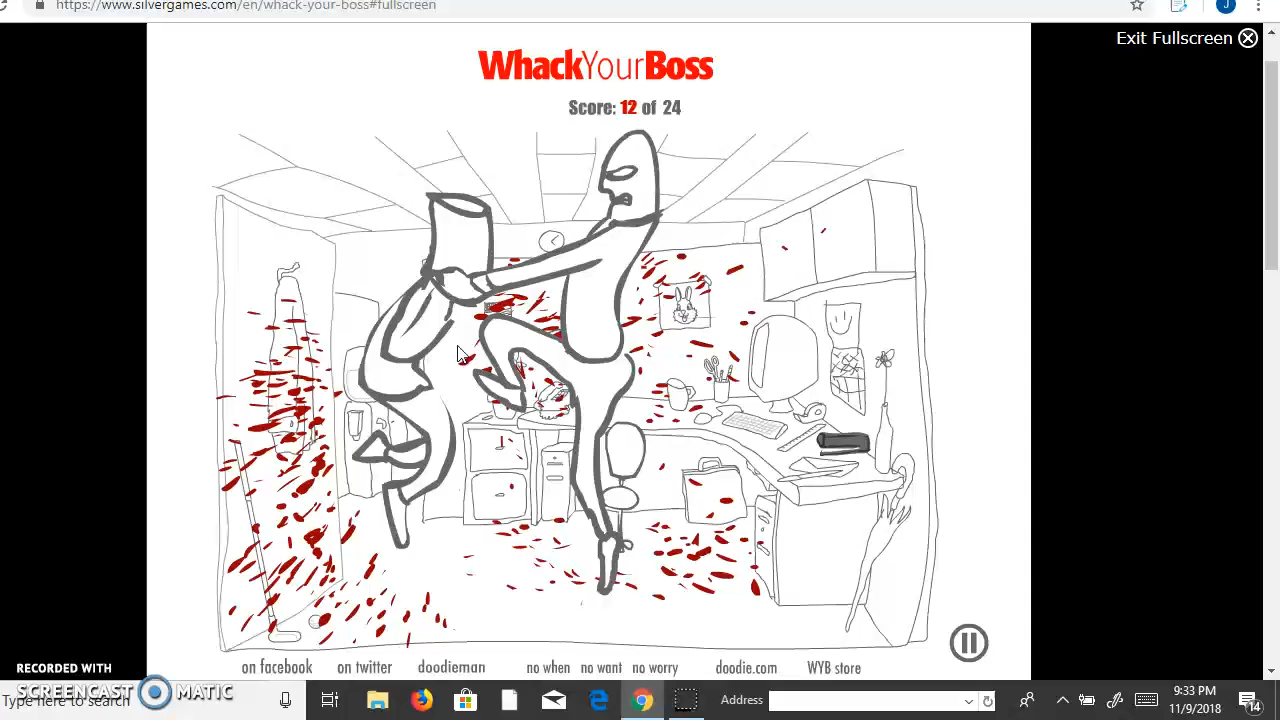 https://www.silvergames.com/en/whack-your-boss#fullscreen
J
Exit Fullscreen
WhackYourBoss
Score: 12 of 24
on facebook on twitter doodieman no when no want no worry doodie.com WYB store
RECORDED WITH
SCREENCAST MATIC
Type here to search
Address
9:33 PM
11/9/2018
14